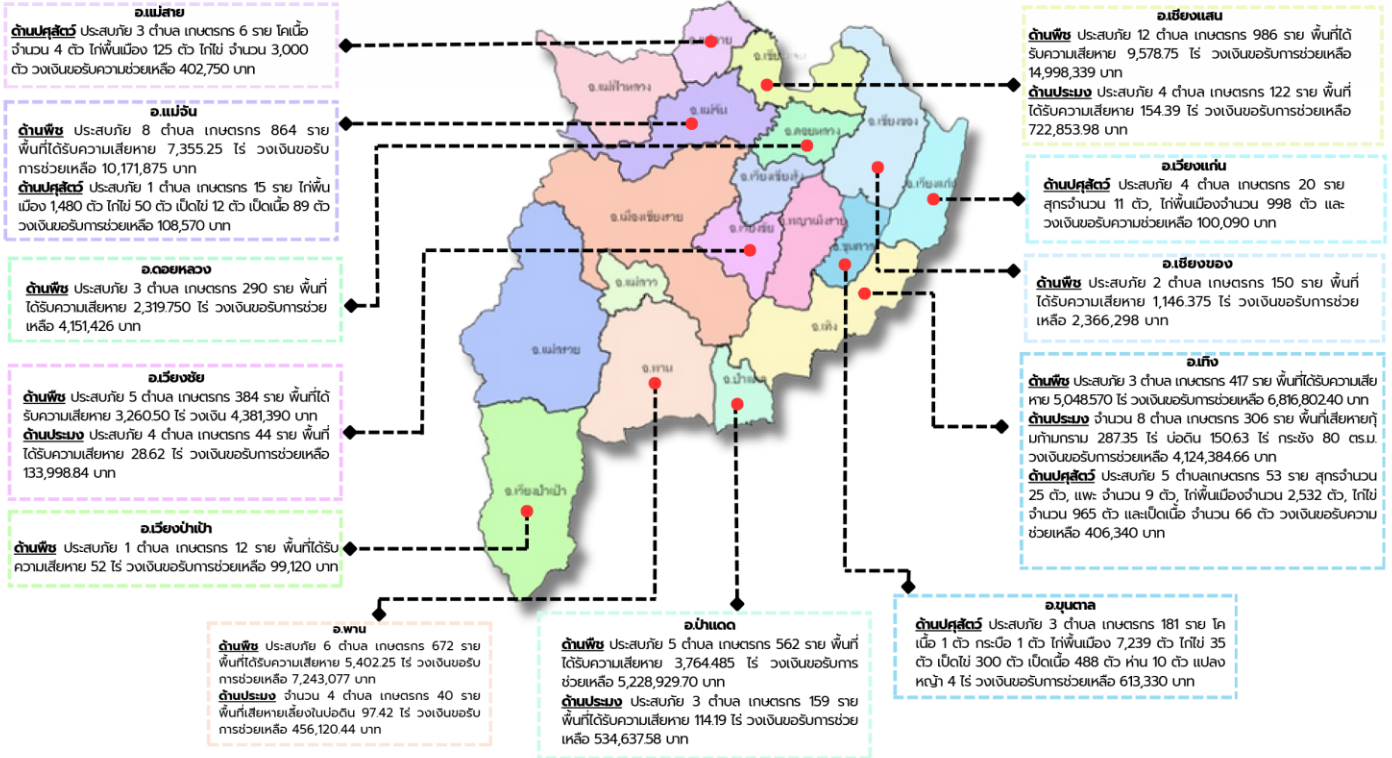 อ.แม่สาย
ด้านปศุสัตว์ ประสบภัย 3 ตำบล เกษตรกร 6 ราย โคเนื้อ
จำนวน 4 ตัว ไก่พื้นเมือง 125 ตัว ไก่ไข่ จำนวน 3,000
ตัว วงเงินขอรับความช่วยเหลือ 402,750 บาท
อ.แม่จัน
ด้านพืช ประสบภัย 8 ตำบล เกษตรกร 864 ราย
พื้นที่ได้รับความเสียหาย 7,355.25 ไร่ วงเงินขอรับ
การช่วยเหลือ 10,171,875 บาท
ด้านปศุสัตว์ ประสบภัย 1 ตำบล เกษตรกร 15 ราย ไก่พื้น
เมือง 1,480 ตัว ไก่ไข่ 50 ตัว เป็ดไข่ 12 ตัว เป็ดเนื้อ 89 ตัว
วงเงินขอรับการช่วยเหลือ 108,570 บาท
อ.ดอยหลวง
ด้านพืช ประสบภัย 3 ตำบล เกษตรกร 290 ราย พื้นที่
ได้รับความเสียหาย 2,319.750 ไร่ วงเงินขอรับการช่วย
เหลือ 4,151,426 บาท
อ.เวียงชัย
ด้านพืช ประสบภัย 5 ตำบล เกษตรกร 384 ราย พื้นที่ได้
รับความเสียหาย 3,260.50 ไร่ วงเงิน 4,381,390 บาท
ด้านประมง ประสบภัย 4 ตำบล เกษตรกร 44 ราย พื้นที่
ได้รับความเสียหาย 28.62 ไร่ วงเงินขอรับการช่วยเหลือ
133,998.84 บาท
อ.เวียงป่าเป้า
ด้านพืช ประสบภัย 1 ตำบล เกษตรกร 12 ราย พื้นที่ได้รับ
ความเสียหาย 52 ไร่ วงเงินขอรับการช่วยเหลือ 99,120 บาท
อ.พาน
ด้านพืช ประสบภัย 6 ตำบล เกษตรกร 672 ราย
พื้นที่ได้รับความเสียหาย 5,402.25 ไร่ วงเงินขอรับ
การช่วยเหลือ 7,243,077 บาท
ด้านประมง จำนวน 4 ตำบล เกษตรกร 40 ราย
พื้นที่เสียหายเลี้ยงในบ่อดิน 97.42 ไร่ วงเงินขอรับ
การช่วยเหลือ 456,120.44 บาท
อ.ป่าแดด
ด้านพืช ประสบภัย 5 ตำบล เกษตรกร 562 ราย พื้นที่
ได้รับความเสียหาย 3,764.485 ไร่ วงเงินขอรับการ
ช่วยเหลือ 5,228,929.70 บาท
ด้านประมง ประสบภัย 3 ตำบล เกษตรกร 159 ราย
พื้นที่ได้รับความเสียหาย 114.19 ไร่ วงเงินขอรับการช่วย
เหลือ 534,637.58 บาท
อ.เชียงแสน
ด้านพืช ประสบภัย 12 ตำบล เกษตรกร 986 ราย พื้นที่ได้
รับความเสียหาย 9,578.75 ไร่ วงเงินขอรับการช่วยเหลือ
14,998,339 บาท
ด้านประมง ประสบภัย 4 ตำบล เกษตรกร 122 ราย พื้นที่
ได้รับความเสียหาย 154.39 ไร่ วงเงินขอรับการช่วยเหลือ
722,853.98 บาท
อ.เวียงแก่น
ด้านปศุสัตว์ ประสบภัย 4 ตำบล เกษตรกร 20 ราย
สุกรจำนวน 11 ตัว, ไก่พื้นเมืองจำนวน 998 ตัว และ
วงเงินขอรับความช่วยเหลือ 100,090 บาท
อ.เชียงของ
ด้านพืช ประสบภัย 2 ตำบล เกษตรกร 150 ราย พื้นที่
ได้รับความเสียหาย 1,146.375 ไร่ วงเงินขอรับการช่วย
เหลือ 2,366,298 บาท
อ.เทิง
ด้านพืช ประสบภัย 3 ตำบล เกษตรกร 417 ราย พื้นที่ได้รับความเสีย
หาย 5,048.570 ไร่ วงเงินขอรับการช่วยเหลือ 6,816,802.40 บาท
ด้านประมง จำนวน 8 ตำบล เกษตรกร 306 ราย พื้นที่เสียหายกุ้
มก้ามกราม 287.35 ไร่ บ่อดิน 150.63 ไร่ กระชัง 80 ตร.ม.
วงเงินขอรับการช่วยเหลือ 4,124,384.66 บาท
ด้านปศุสัตว์ ประสบภัย 5 ตำบลเกษตรกร 53 ราย สุกรจำนวน
25 ตัว, แพะ จำนวน 9 ตัว, ไก่พื้นเมืองจำนวน 2,532 ตัว, ไก่ไข่
จำนวน 965 ตัว และเป็ดเนื้อ จำนวน 66 ตัว วงเงินขอรับความ
ช่วยเหลือ 406,340 บาท
อ.ขุนตาล
ด้านปศุสัตว์ ประสบภัย 3 ตำบล เกษตรกร 181 ราย โค
เนื้อ 1 ตัว กระบือ 1 ตัว ไก่พื้นเมือง 7,239 ตัว ไก่ไข่ 35
ตัว เป็ดไข่ 300 ตัว เป็ดเนื้อ 488 ตัว ห่าน 10 ตัว แปลง
หญ้า 4 ไร่ วงเงินขอรับการช่วยเหลือ 613,330 บาท
อ.แม่ฟ้าหลวง
อ.แม่จัน
อ.ดอยหลวง
อ.เชียงของ
อ.เวียงแก่น
อ.เวียงเชียงรุ้ง
อ.เมืองเชียงราย
อ.เวียงชัย
อ.พญาเม็งราย
อ.ขุนตาล
อ.แม่ลาว
อ.เทิง
อ.แม่สรวย
อ.พาน
อ.ป่าแดด
อ.เวียงป่าเป้า